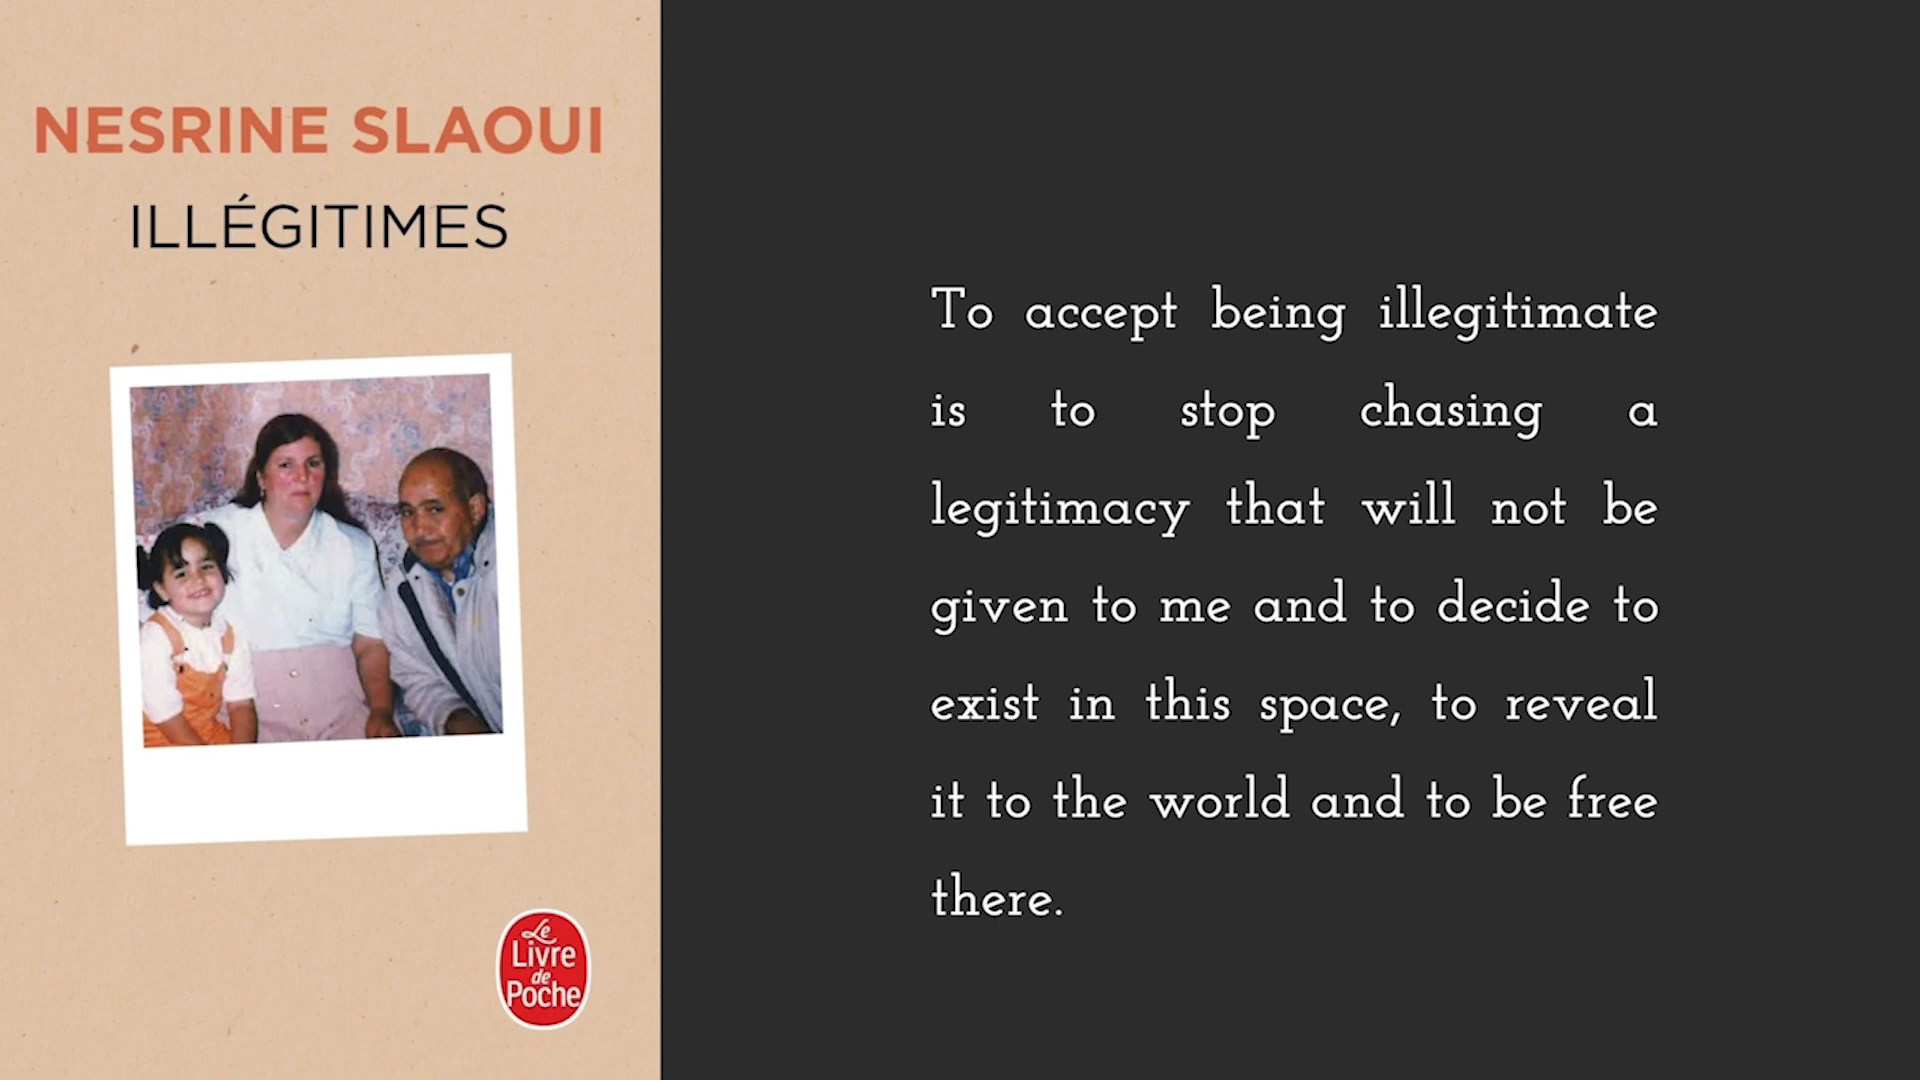 NESRINE SLAOUI
ILLÉGITIMES
Le
Livre
de
Poche
To accept being illegitimate
is to stop chasing a
legitimacy that will not be
given to me and to decide to
exist in this space, to reveal
it to the world and to be free
there.